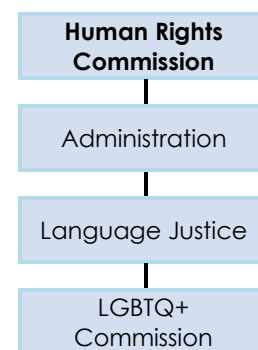 Human Rights
Commission
Administration
Language Justice
LGBTQ+
Commission